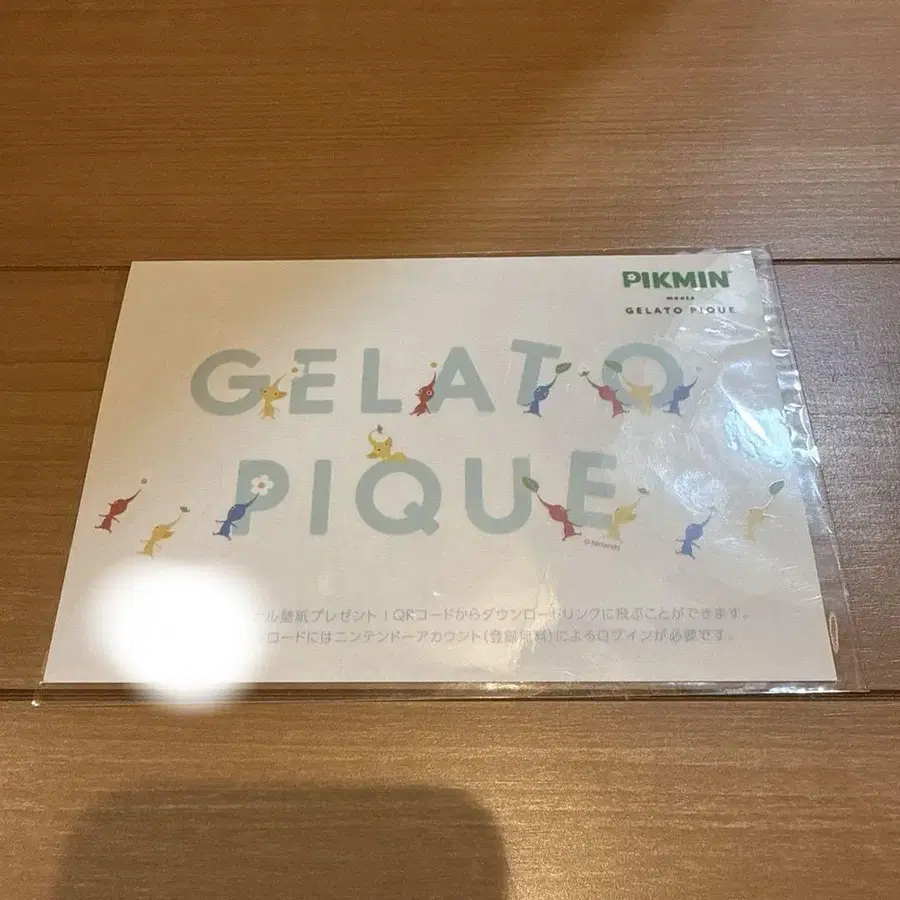 PIKMIN
meets
GELATO PIQUE
GELATO
PIQUE
© Nintendo
ル壁紙プレゼント！QRコードからダウンロードリンクに飛ぶことができます。
ロードにはニンテンドーアカウント（登録無料）によるログインが必要です。